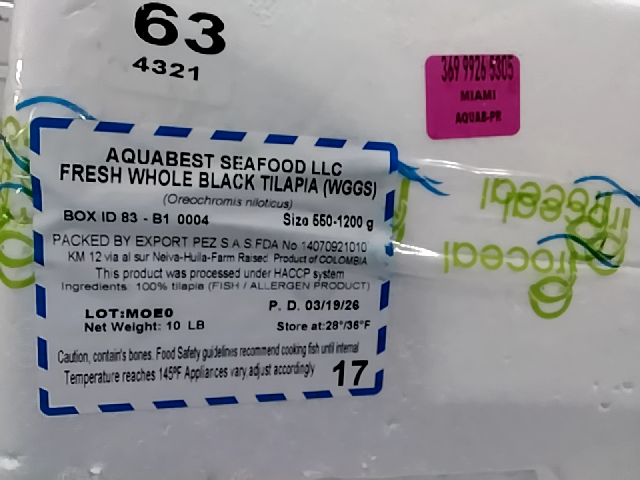 63
4321
369 9926 5305
MIAMI
AQUAB-PR
AQUABEST SEAFOOD LLC
FRESH WHOLE BLACK TILAPIA (WGGS)
(Oreochromis niloticus)
BOX ID 83 - B1 0004 Size 550-1200 g
PACKED BY EXPORT PEZ S.A.S. FDA No 14070921010
KM 12 via al sur Neiva-Huila-Farm Raised Product of COLOMBIA
This product was processed under HACCP system
Ingredients: 100% tilapia (FISH / ALLERGEN PRODUCT)
LOT:MOE0 P. D. 03/19/26
Net Weight: 10 LB Store at:28°/36°F
Caution, contain's bones. Food Safety guidelines recommend cooking fish until internal
Temperature reaches 145ºF Appliances vary adjust accordingly
17